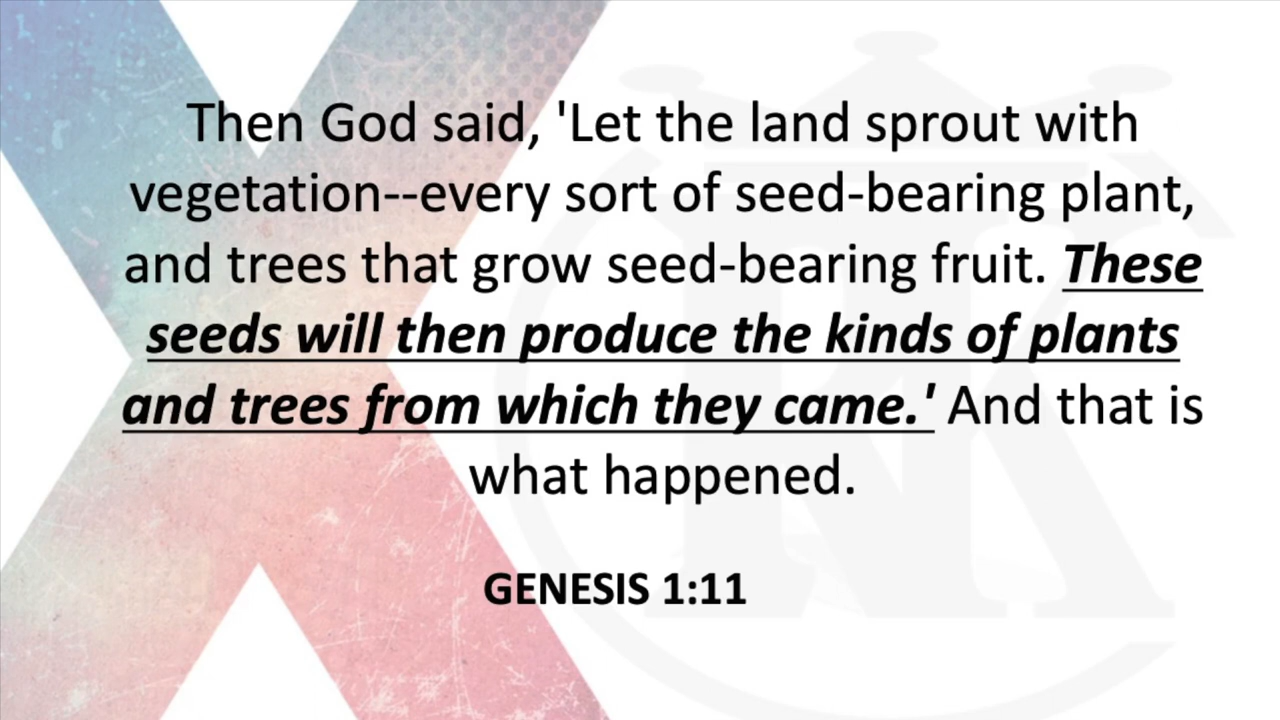 Then God said, 'Let the land sprout with
vegetation--every sort of seed-bearing plant,
and trees that grow seed-bearing fruit. These
seeds will then produce the kinds of plants
and trees from which they came.' And that is
what happened.
GENESIS 1:11